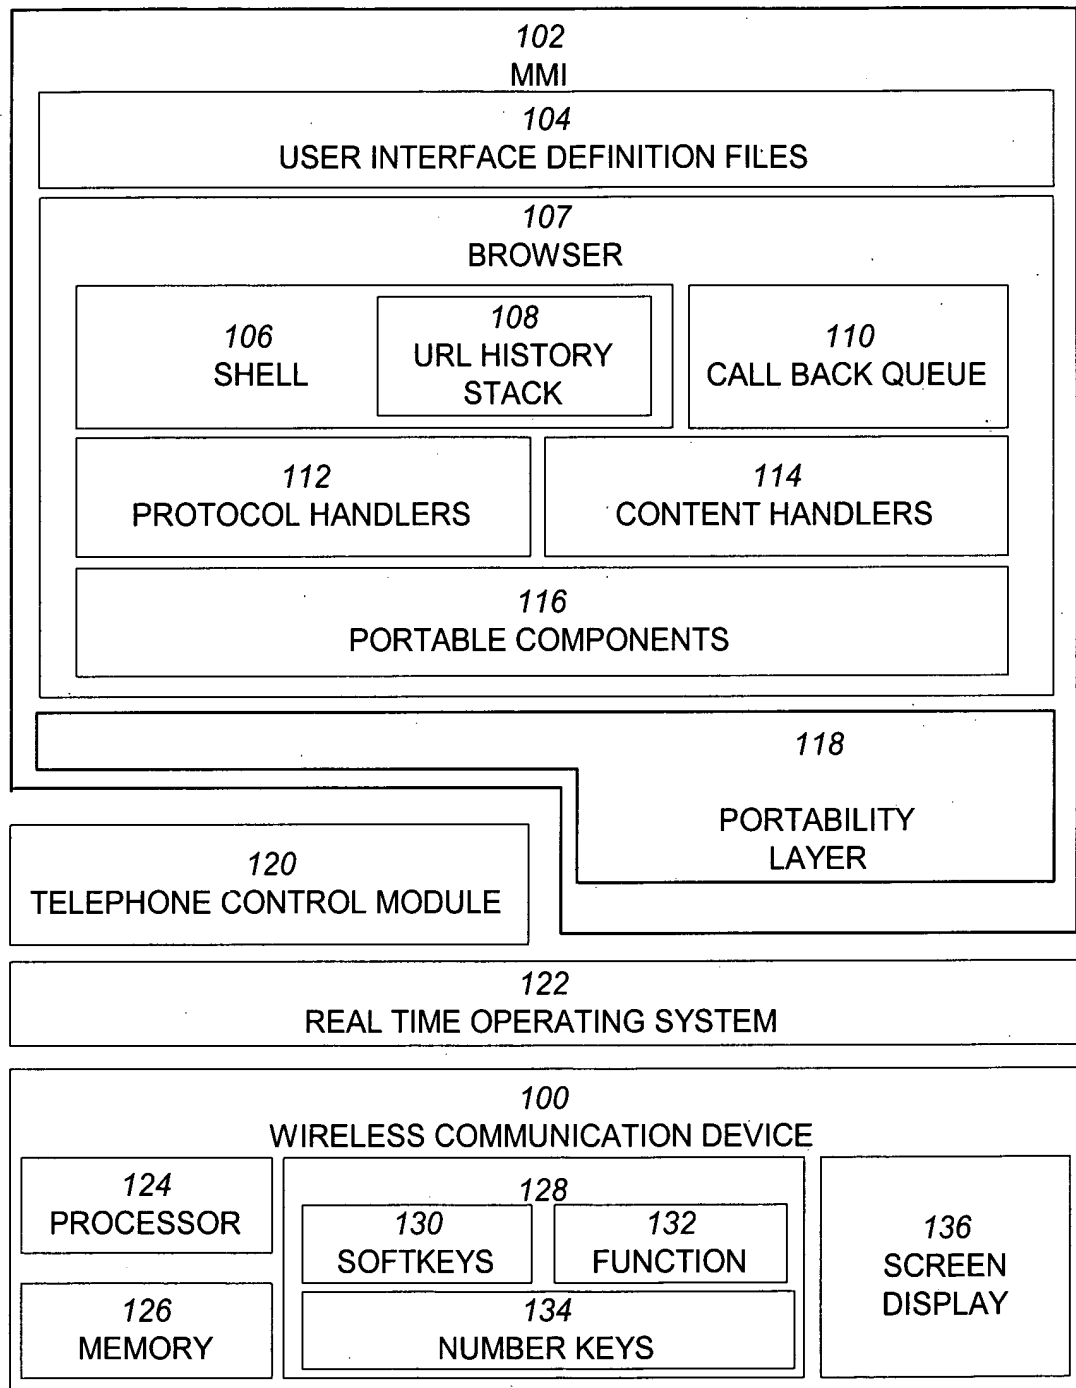 102
MMI
104
USER INTERFACE DEFINITION FILES
107
BROWSER
106
SHELL
108
URL HISTORY
STACK
110
CALL BACK QUEUE
112
PROTOCOL HANDLERS
114
CONTENT HANDLERS
116
PORTABLE COMPONENTS
118
PORTABILITY
LAYER
120
TELEPHONE CONTROL MODULE
122
REAL TIME OPERATING SYSTEM
100
WIRELESS COMMUNICATION DEVICE
124
PROCESSOR
126
MEMORY
128
130
SOFTKEYS
132
FUNCTION
134
NUMBER KEYS
136
SCREEN
DISPLAY